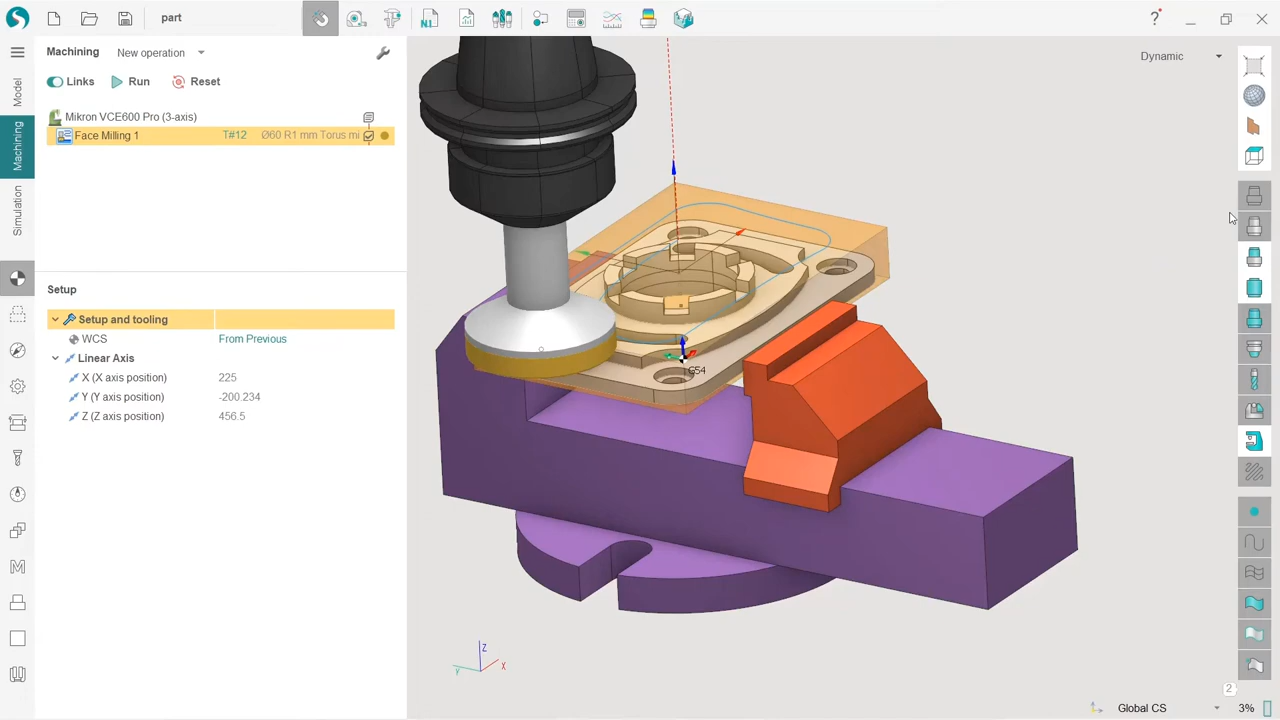 part
N.I
?
Machining
New operation
Links
Run
Reset
Mikron VCE600 Pro (3-axis)
Face Milling 1
T#12
Ø60 R1 mm Torus mi
Model
Machining
Simulation
Setup
Setup and tooling
WCS
From Previous
Linear Axis
X (X axis position)
225
Y (Y axis position)
-200.234
Z (Z axis position)
456.5
Dynamic
G54
Z
Y
X
2
Global CS
3%